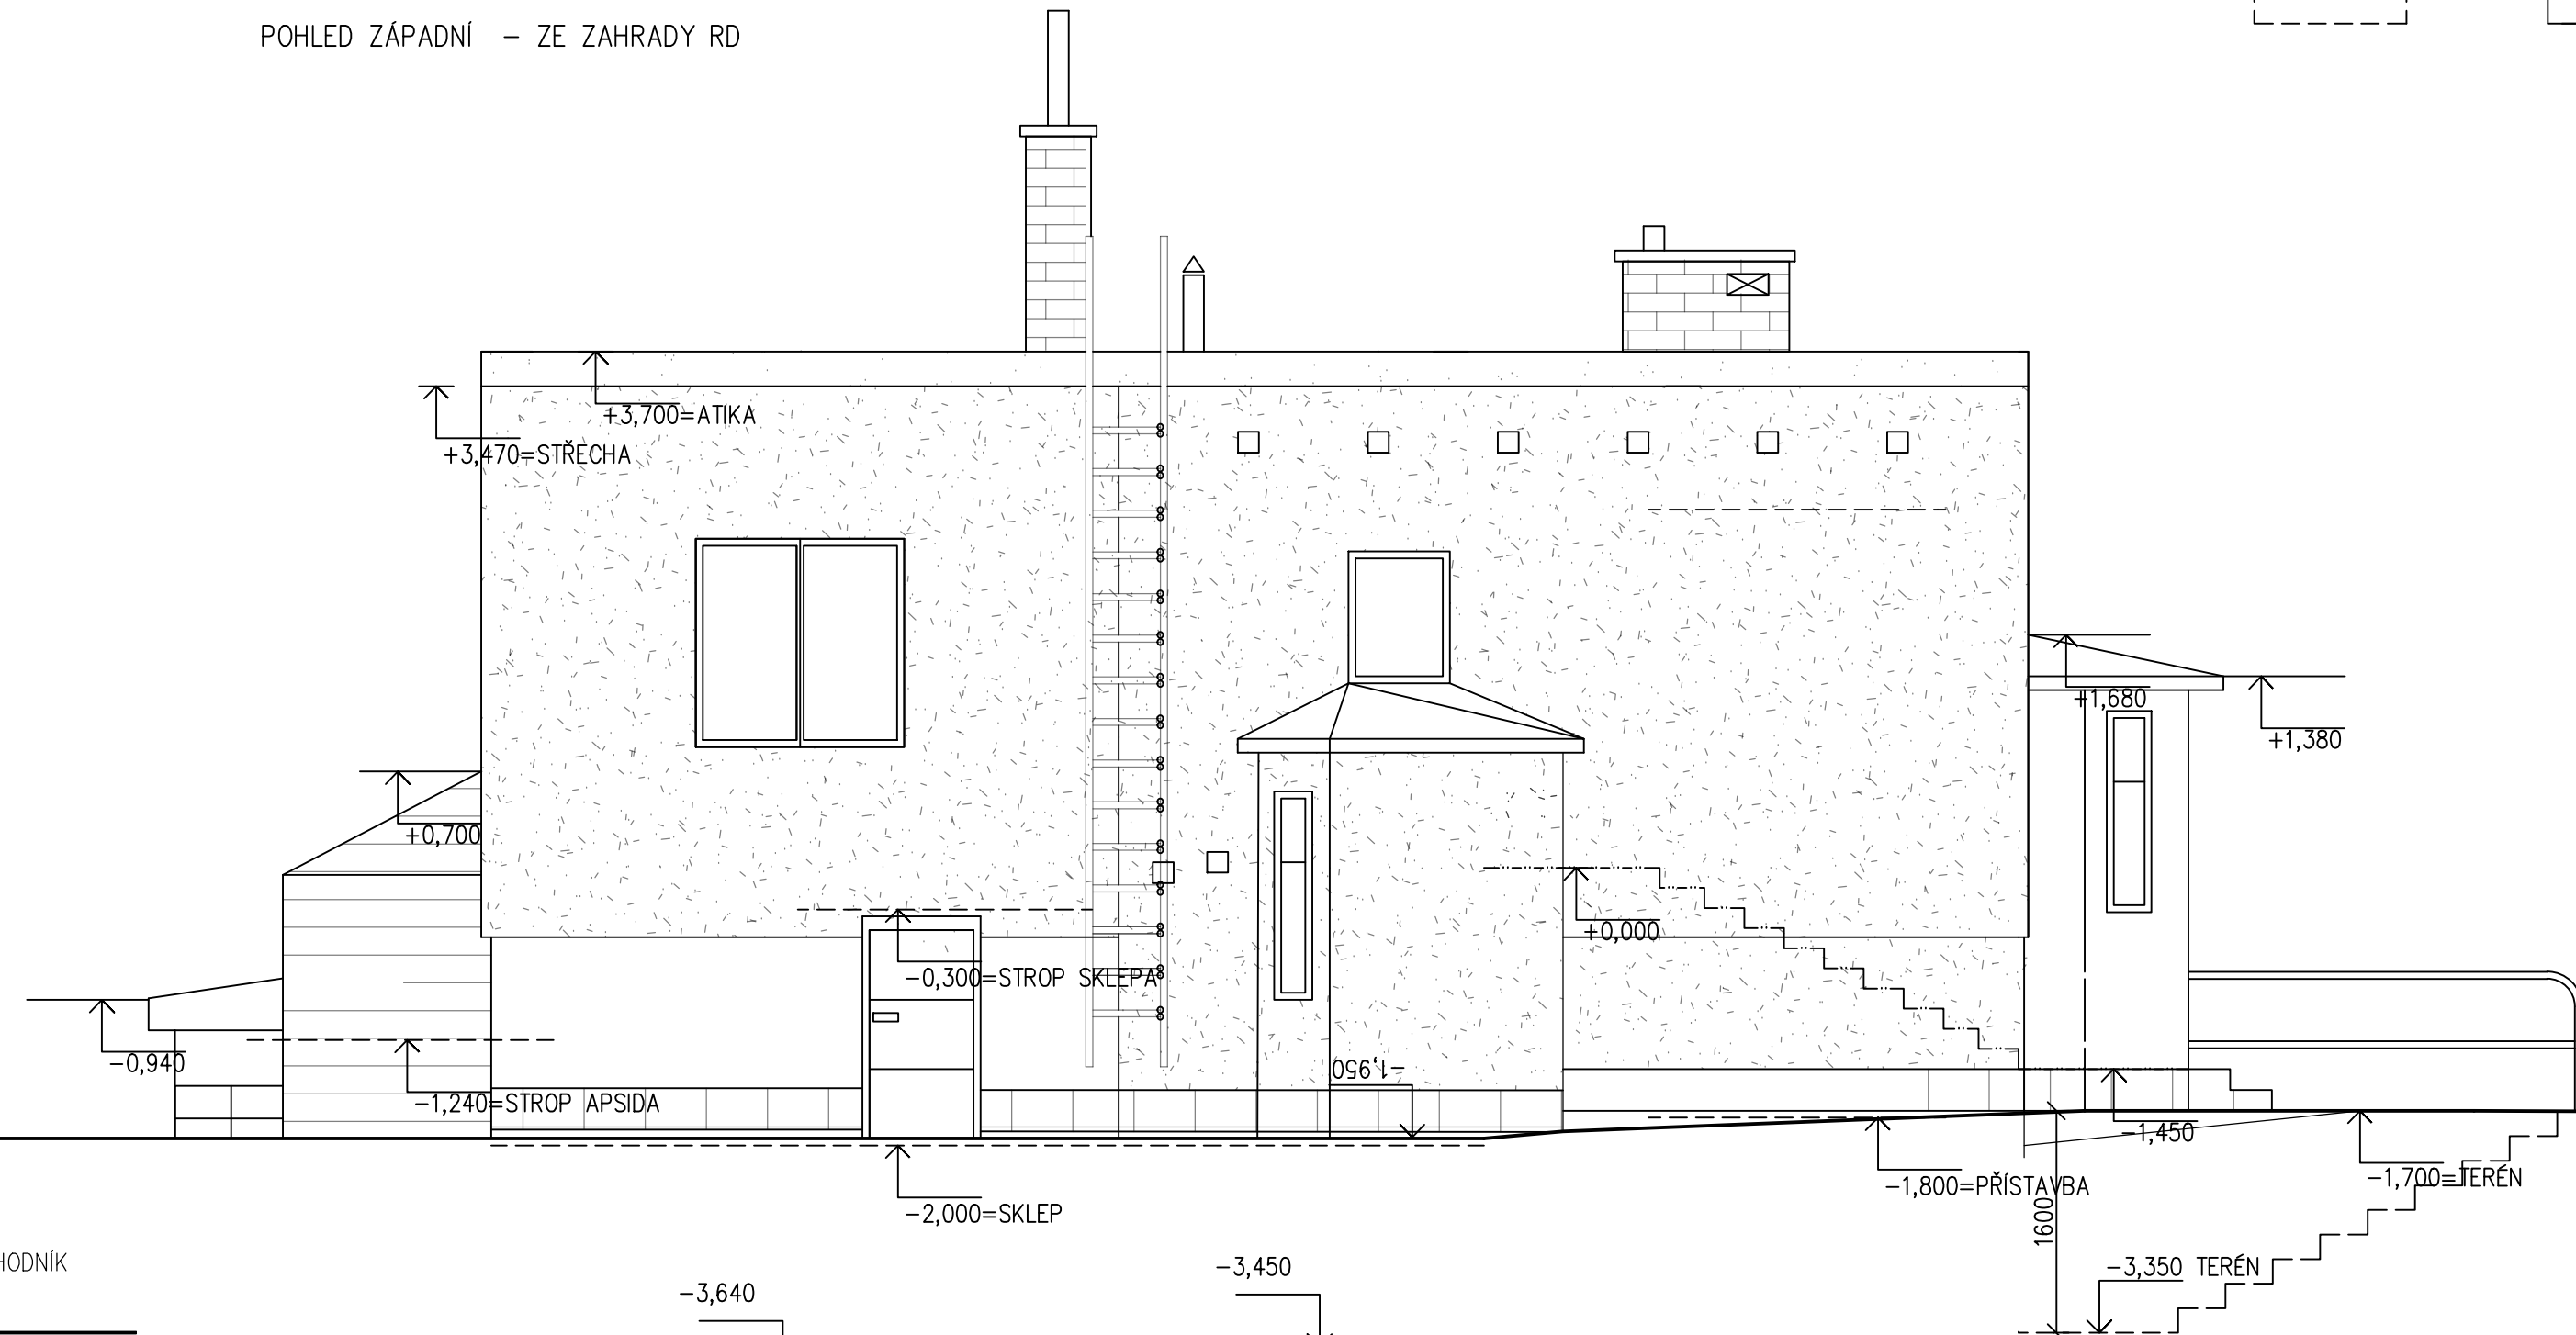 POHLED ZÁPADNÍ - ZE ZAHRADY RD
+3,700=ATIKA
+3,470=STŘECHA
+1,680
+1,380
+0,700
+0,000
-0,300=STROP SKLEPA
-0,940
-1,950
-1,240=STROP APSIDA
-1,450
-1,700=TERÉN
-1,800=PŘÍSTAVBA
-2,000=SKLEP
1600
HODNÍK
-3,450
-3,350 TERÉN
-3,640